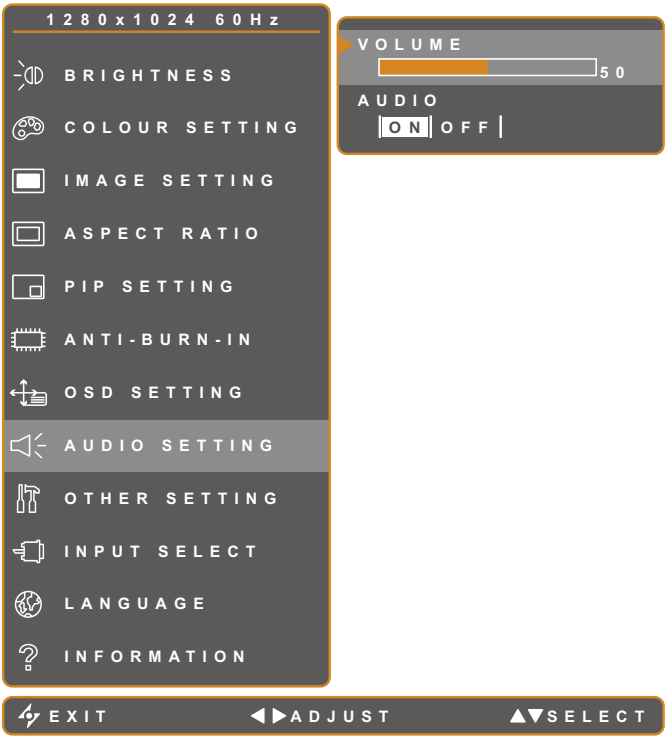 1280x1024 60Hz
BRIGHTNESS
COLOUR SETTING
IMAGE SETTING
ASPECT RATIO
PIP SETTING
ANTI-BURN-IN
OSD SETTING
AUDIO SETTING
OTHER SETTING
INPUT SELECT
LANGUAGE
INFORMATION
VOLUME
50
AUDIO
ON OFF
EXIT ADJUST SELECT